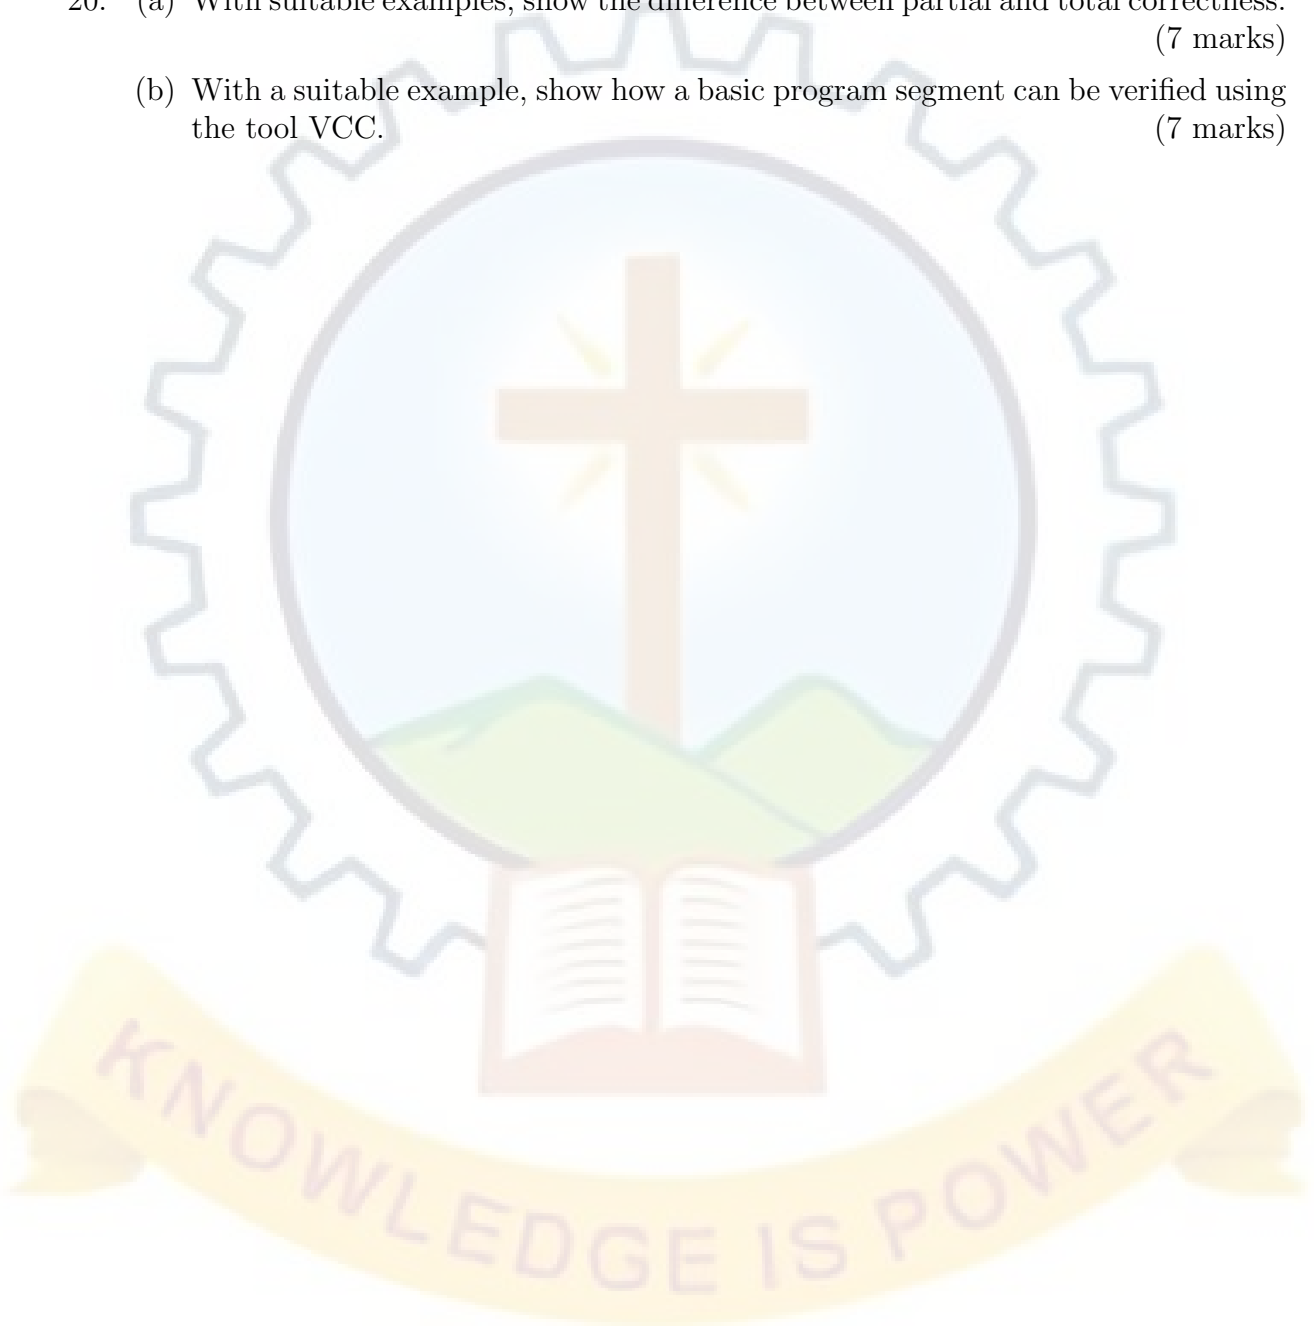 20. (a) With suitable examples, show the difference between partial and total correctness.
(7 marks)
(b) With a suitable example, show how a basic program segment can be verified using
the tool VCC. (7 marks)
KNOWLEDGE IS POWER